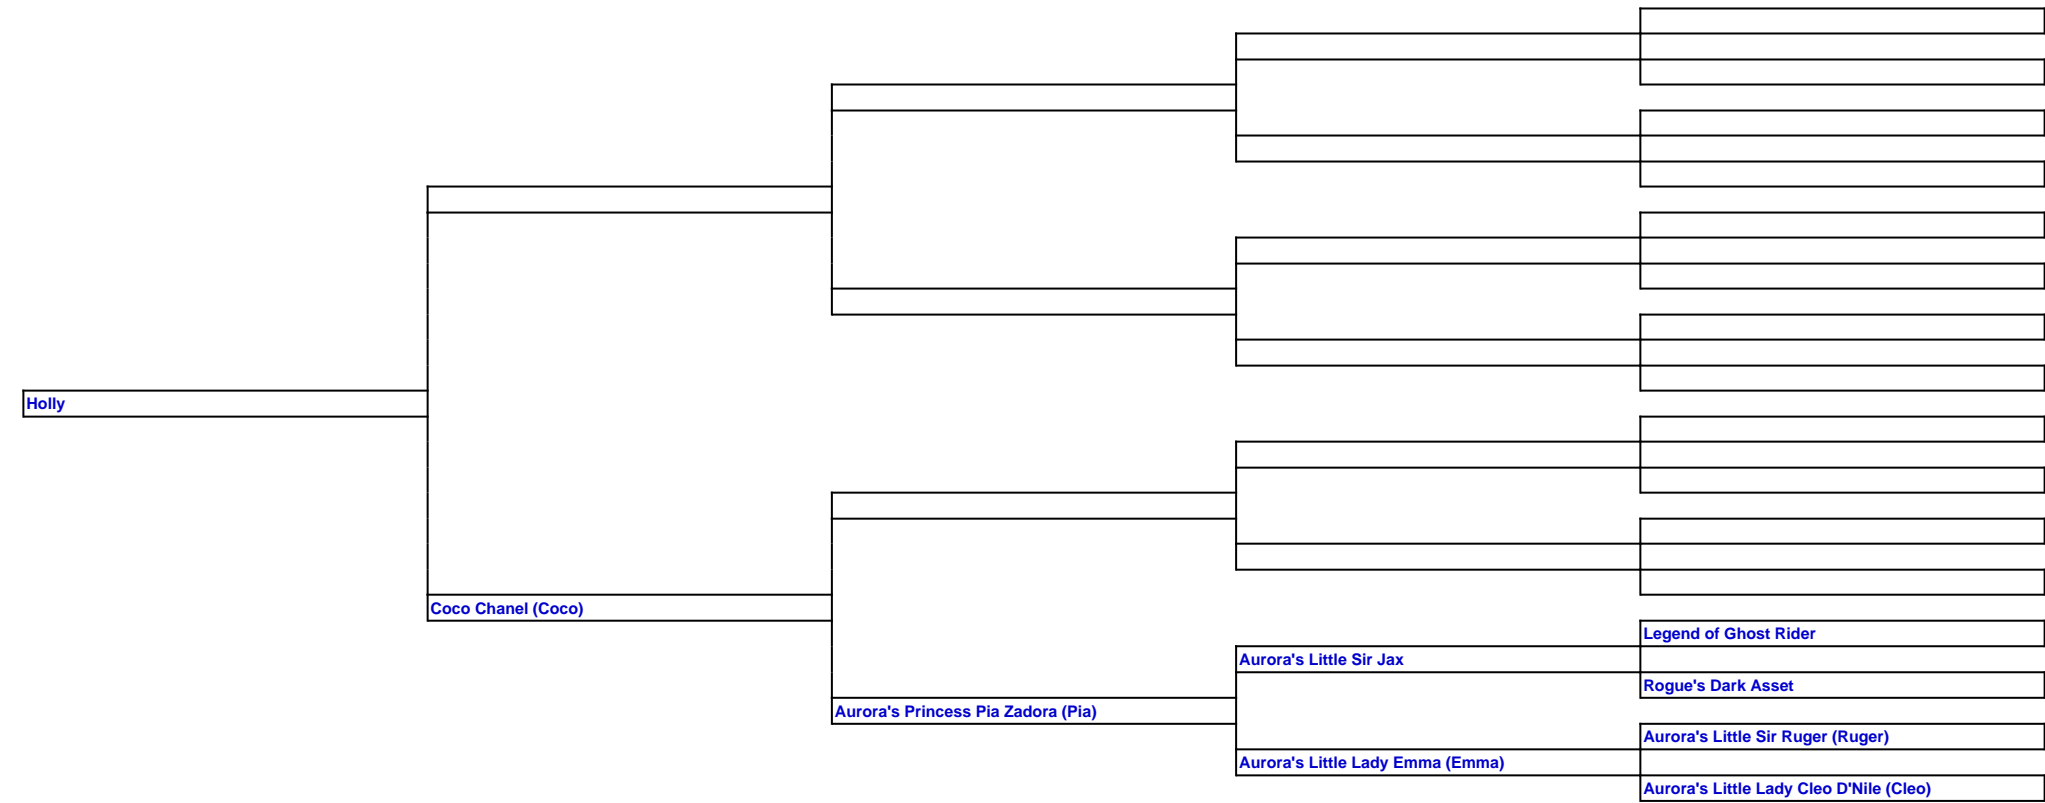 Holly
Coco Chanel (Coco)
Legend of Ghost Rider
Aurora's Little Sir Jax
Rogue's Dark Asset
Aurora's Princess Pia Zadora (Pia)
Aurora's Little Sir Ruger (Ruger)
Aurora's Little Lady Emma (Emma)
Aurora's Little Lady Cleo D'Nile (Cleo)